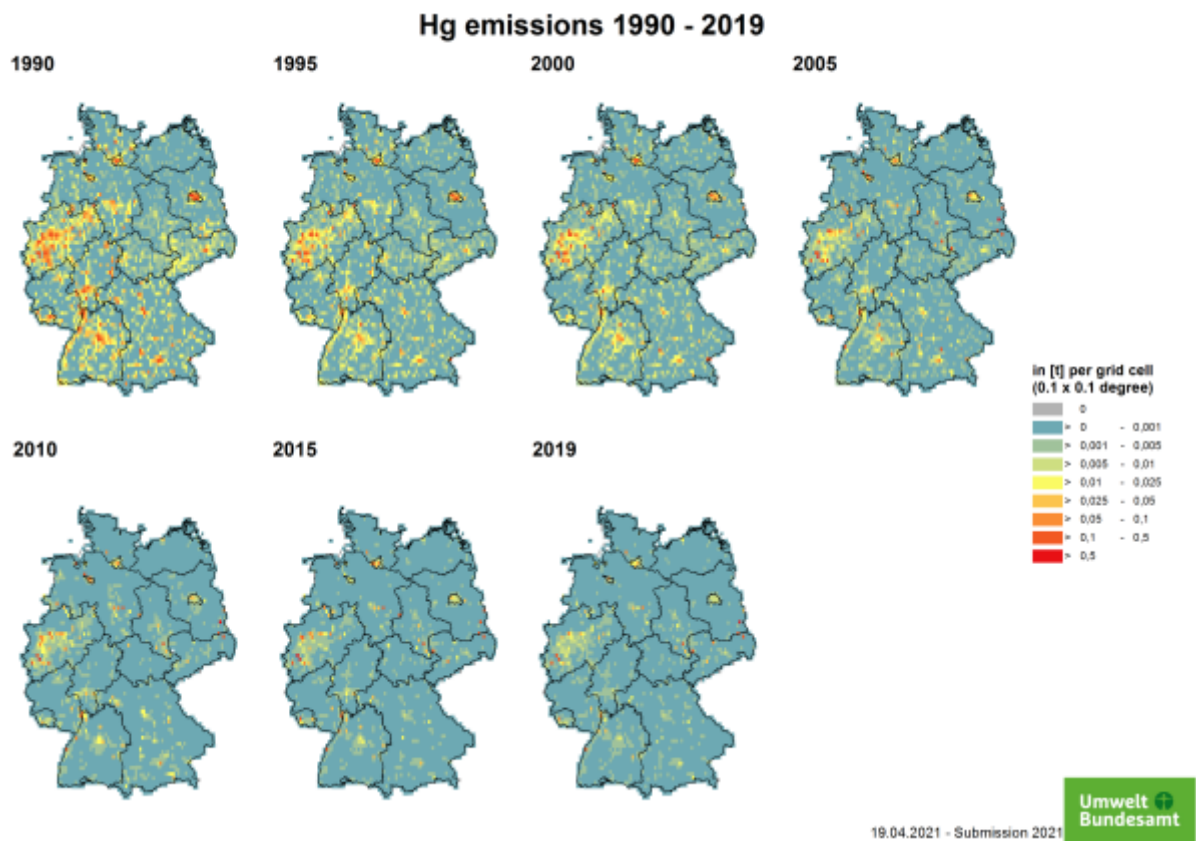 Hg emissions 1990 - 2019
1990
1995
2000
2005
2010
2015
2019
in [t] per grid cell
(0.1 x 0.1 degree)
0
> 0 - 0,001
> 0,001 - 0,005
> 0,005 - 0,01
> 0,01 - 0,025
> 0,025 - 0,05
> 0,05 - 0,1
> 0,1 - 0,5
> 0,5
19.04.2021 - Submission 2021
Umwelt
Bundesamt